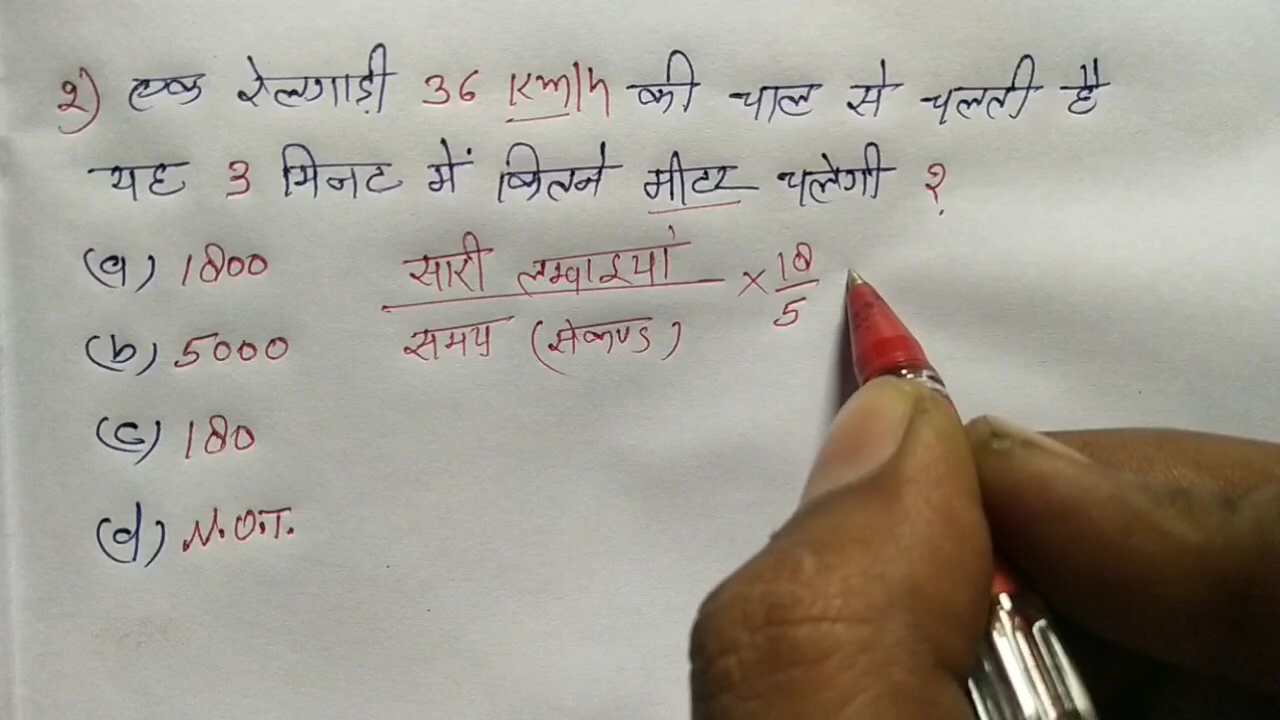 २) एक रेलगाड़ी 36 Km/h की चाल से चलती है
यह 3 मिनट में कितने मीटर चलेगी ?
(a) 1800
(b) 5000
(c) 180
(d) N.O.T.
सारी लम्बाइयां × 18/5
समय (सेकण्ड)